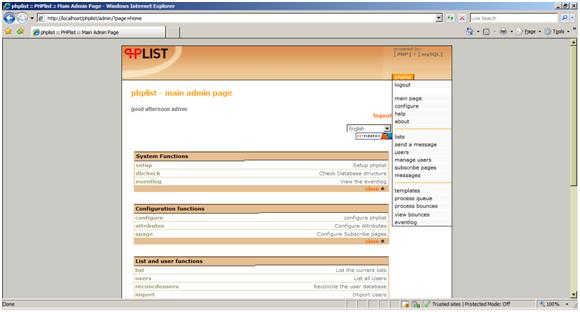 phplist :: PHPlist :: Main Admin Page - Windows Internet Explorer
http://localhost/phplist/admin/?page=home
Live Search
phplist :: PHPlist :: Main Admin Page
Page
Tools
PHPLIST
powered by
[PHP] + [mySQL]
phplist
logout
main page
configure
help
about
lists
send a message
users
manage users
subscribe pages
messages
templates
process queue
process bounces
view bounces
eventlog
phplist - main admin page
good afternoon admin
logout
English
System Functions
setup Setup phplist
dbcheck Check Database structure
eventlog View the eventlog
close
Configuration functions
configure configure phplist
attributes Configure Attributes
spage Configure Subscribe pages
close
List and user functions
list List the current lists
users List all Users
reconcileusers Reconcile the user database
import Import Users
Done
Trusted sites | Protected Mode: Off
100%